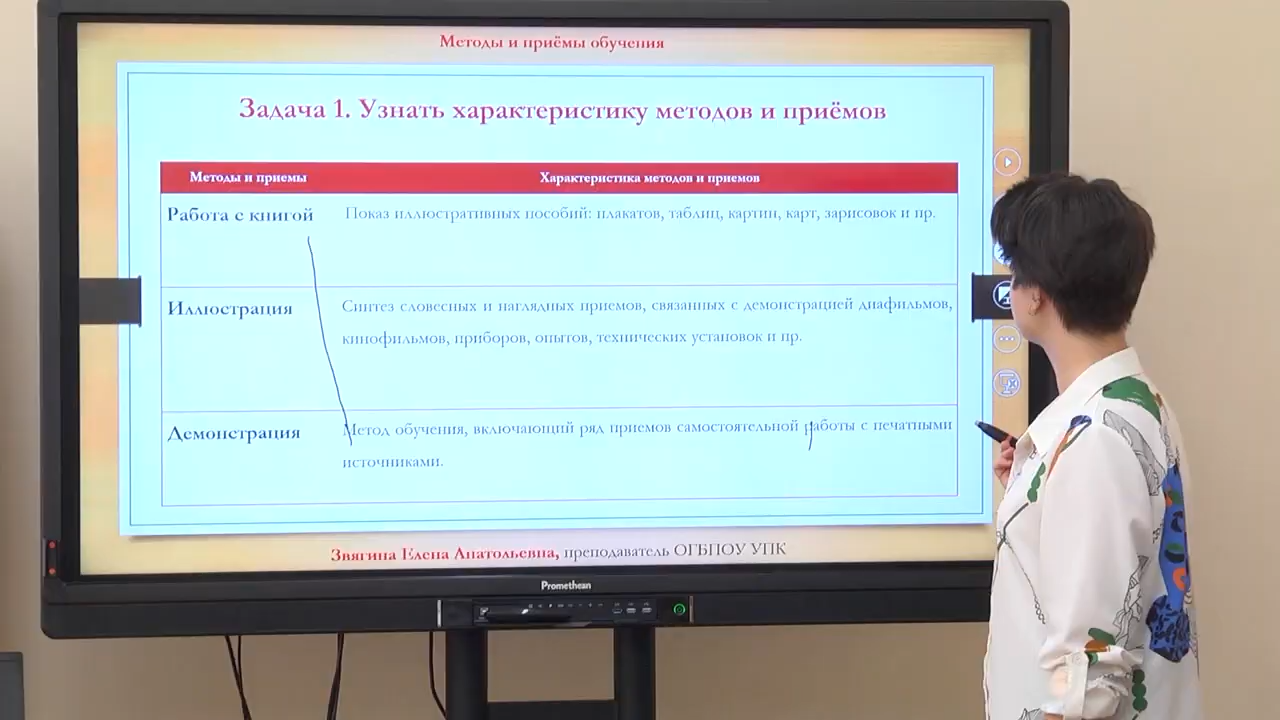 Методы и приёмы обучения
Задача 1. Узнать характеристику методов и приёмов
Методы и приемы
Характеристика методов и приемов
Работа с книгой
Показ иллюстративных пособий: плакатов, таблиц, картин, карт, зарисовок и пр.
Иллюстрация
Синтез словесных и наглядных приемов, связанных с демонстрацией диафильмов,
кинофильмов, приборов, опытов, технических установок и пр.
Демонстрация
Метод обучения, включающий ряд приемов самостоятельной работы с печатными
источниками.
Звягина Елена Анатольевна, преподаватель ОГБПОУ УПК
Promethean